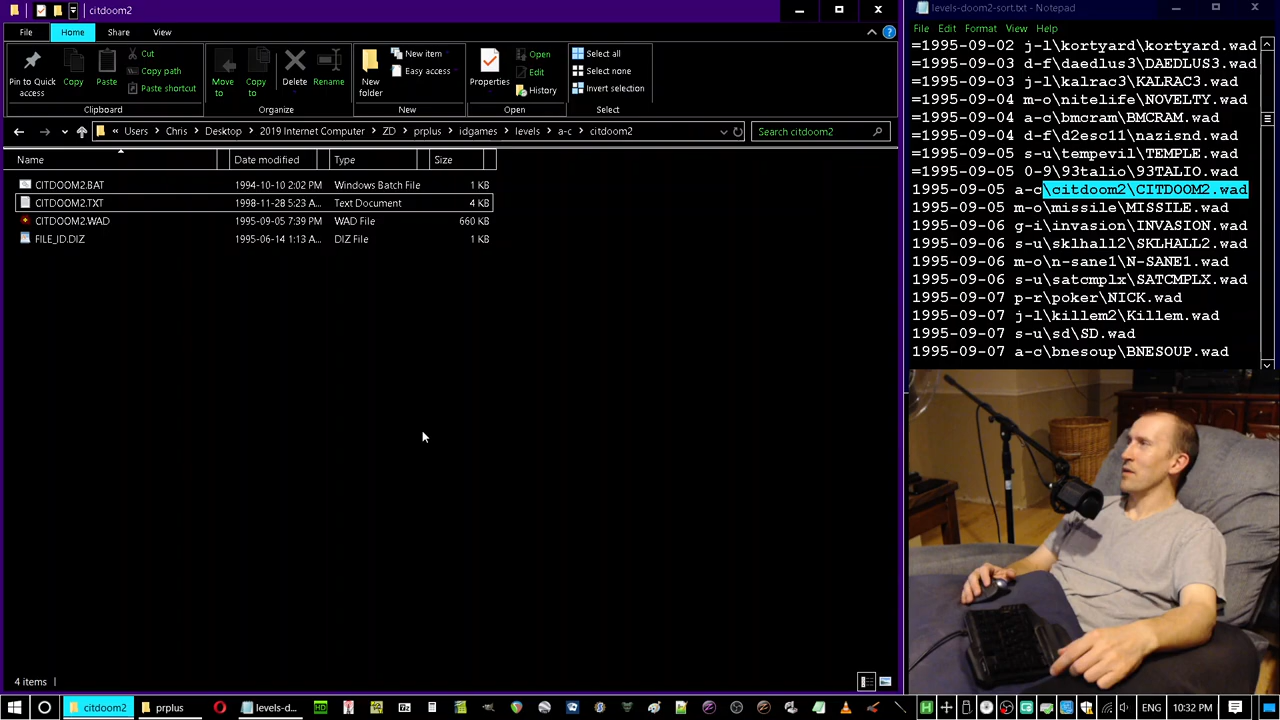 citdoom2
File Home Share View
Pin to Quick access
Copy
Paste
Cut
Copy path
Paste shortcut
Clipboard
Move to
Copy to
Delete
Rename
Organize
New folder
New item
Easy access
New
Properties
Open
Edit
History
Open
Select all
Select none
Invert selection
Select
« Users > Chris > Desktop > 2019 Internet Computer > ZD > prplus > idgames > levels > a-c > citdoom2
Search citdoom2
Name Date modified Type Size
CITDOOM2.BAT 1994-10-10 2:02 PM Windows Batch File 1 KB
CITDOOM2.TXT 1998-11-28 5:23 A... Text Document 4 KB
CITDOOM2.WAD 1995-09-05 7:39 A... WAD File 660 KB
FILE_ID.DIZ 1995-06-14 1:13 A... DIZ File 1 KB
4 items
levels-doom2-sort.txt - Notepad
File Edit Format View Help
=1995-09-02 j-l\kortyard\kortyard.wad
=1995-09-03 d-f\daedlus3\DAEDLUS3.wad
=1995-09-03 j-l\kalrac3\KALRAC3.wad
=1995-09-04 m-o\nitelife\NOVELTY.wad
=1995-09-04 a-c\bmcram\BMCRAM.wad
=1995-09-04 d-f\d2esc11\nazisnd.wad
=1995-09-05 s-u\tempevil\TEMPLE.wad
=1995-09-05 0-9\93talio\93TALIO.wad
1995-09-05 a-c\citdoom2\CITDOOM2.wad
1995-09-05 m-o\missile\MISSILE.wad
1995-09-06 g-i\invasion\INVASION.wad
1995-09-06 s-u\sklhall2\SKLHALL2.wad
1995-09-06 m-o\n-sane1\N-SANE1.wad
1995-09-06 s-u\satcmplx\SATCMPLX.wad
1995-09-07 p-r\poker\NICK.wad
1995-09-07 j-l\killem2\Killem.wad
1995-09-07 s-u\sd\SD.wad
1995-09-07 a-c\bnesoup\BNESOUP.wad
citdoom2 prplus levels-d... ENG 10:32 PM